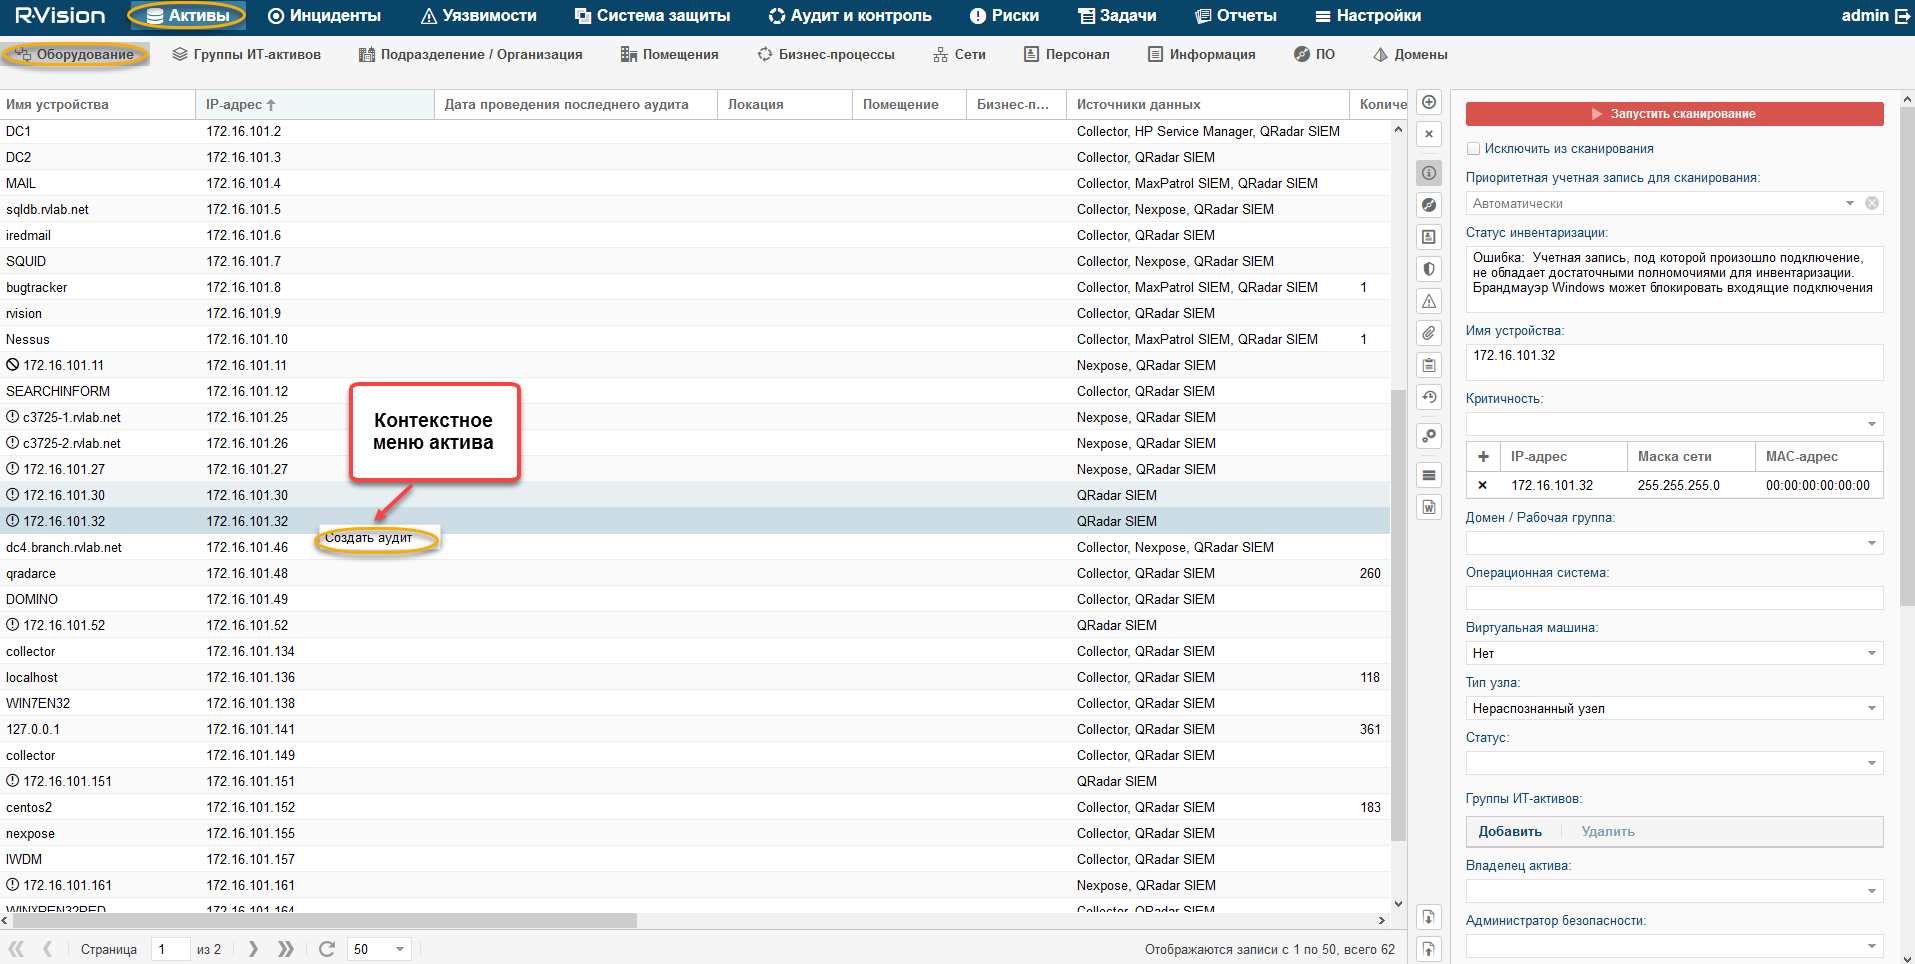 R·Vision
Активы
Инциденты
Уязвимости
Система защиты
Аудит и контроль
Риски
Задачи
Отчеты
Настройки
admin
Оборудование
Группы ИТ-активов
Подразделение / Организация
Помещения
Бизнес-процессы
Сети
Персонал
Информация
ПО
Домены
Имя устройства IP-адрес Дата проведения последнего аудита Локация Помещение Бизнес-п... Источники данных Количе
DC1 172.16.101.2 Collector, HP Service Manager, QRadar SIEM
DC2 172.16.101.3 Collector, QRadar SIEM
MAIL 172.16.101.4 Collector, MaxPatrol SIEM, QRadar SIEM
sqldb.rvlab.net 172.16.101.5 Collector, Nexpose, QRadar SIEM
iredmail 172.16.101.6 Collector, QRadar SIEM
SQUID 172.16.101.7 Collector, Nexpose, QRadar SIEM
bugtracker 172.16.101.8 Collector, MaxPatrol SIEM, QRadar SIEM 1
rvision 172.16.101.9 Collector, QRadar SIEM
Nessus 172.16.101.10 Collector, MaxPatrol SIEM, QRadar SIEM 1
172.16.101.11 172.16.101.11 Nexpose, QRadar SIEM
SEARCHINFORM 172.16.101.12 Collector, QRadar SIEM
c3725-1.rvlab.net 172.16.101.25 Nexpose, QRadar SIEM
c3725-2.rvlab.net 172.16.101.26 Nexpose, QRadar SIEM
172.16.101.27 172.16.101.27 Nexpose, QRadar SIEM
172.16.101.30 172.16.101.30 QRadar SIEM
172.16.101.32 172.16.101.32 QRadar SIEM
dc4.branch.rvlab.net 172.16.101.46 Collector, Nexpose, QRadar SIEM
qradarce 172.16.101.48 Collector, QRadar SIEM 260
DOMINO 172.16.101.49 Collector, QRadar SIEM
172.16.101.52 172.16.101.52 QRadar SIEM
collector 172.16.101.134 Collector, QRadar SIEM
localhost 172.16.101.136 Collector, QRadar SIEM 118
WIN7EN32 172.16.101.138 Collector, QRadar SIEM
127.0.0.1 172.16.101.141 Collector, QRadar SIEM 361
collector 172.16.101.149 Collector, QRadar SIEM
172.16.101.151 172.16.101.151 QRadar SIEM
centos2 172.16.101.152 Collector, QRadar SIEM 183
nexpose 172.16.101.155 Collector, QRadar SIEM
IWDM 172.16.101.157 Collector, QRadar SIEM
172.16.101.161 172.16.101.161 Nexpose, QRadar SIEM
172.16.101.164 Collector, QRadar SIEM
Контекстное
меню актива
Создать аудит
Страница 1 из 2 50 Отображаются записи с 1 по 50, всего 62
Запустить сканирование
Исключить из сканирования
Приоритетная учетная запись для сканирования:
Автоматически
Статус инвентаризации:
Ошибка: Учетная запись, под которой произошло подключение,
не обладает достаточными полномочиями для инвентаризации.
Брандмауэр Windows может блокировать входящие подключения
Имя устройства:
172.16.101.32
Критичность:
IP-адрес Маска сети MAC-адрес
172.16.101.32 255.255.255.0 00:00:00:00:00:00
Домен / Рабочая группа:
Операционная система:
Виртуальная машина:
Нет
Тип узла:
Нераспознанный узел
Статус:
Группы ИТ-активов:
Добавить Удалить
Владелец актива:
Администратор безопасности: